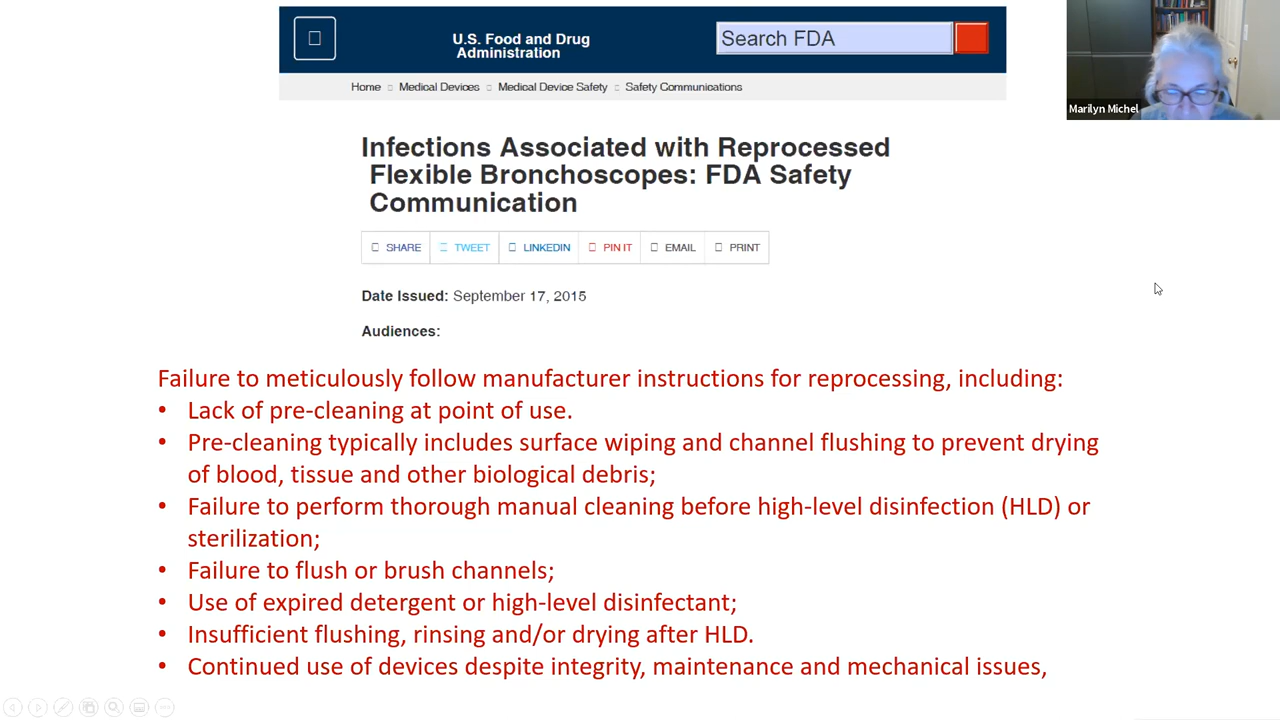 U.S. Food and Drug
Administration
Search FDA
Marilyn Michel
Home Medical Devices Medical Device Safety Safety Communications
Infections Associated with Reprocessed
Flexible Bronchoscopes: FDA Safety
Communication
SHARE TWEET LINKEDIN PIN IT EMAIL PRINT
Date Issued: September 17, 2015
Audiences:
Failure to meticulously follow manufacturer instructions for reprocessing, including:
• Lack of pre-cleaning at point of use.
• Pre-cleaning typically includes surface wiping and channel flushing to prevent drying
of blood, tissue and other biological debris;
• Failure to perform thorough manual cleaning before high-level disinfection (HLD) or
sterilization;
• Failure to flush or brush channels;
• Use of expired detergent or high-level disinfectant;
• Insufficient flushing, rinsing and/or drying after HLD.
• Continued use of devices despite integrity, maintenance and mechanical issues,